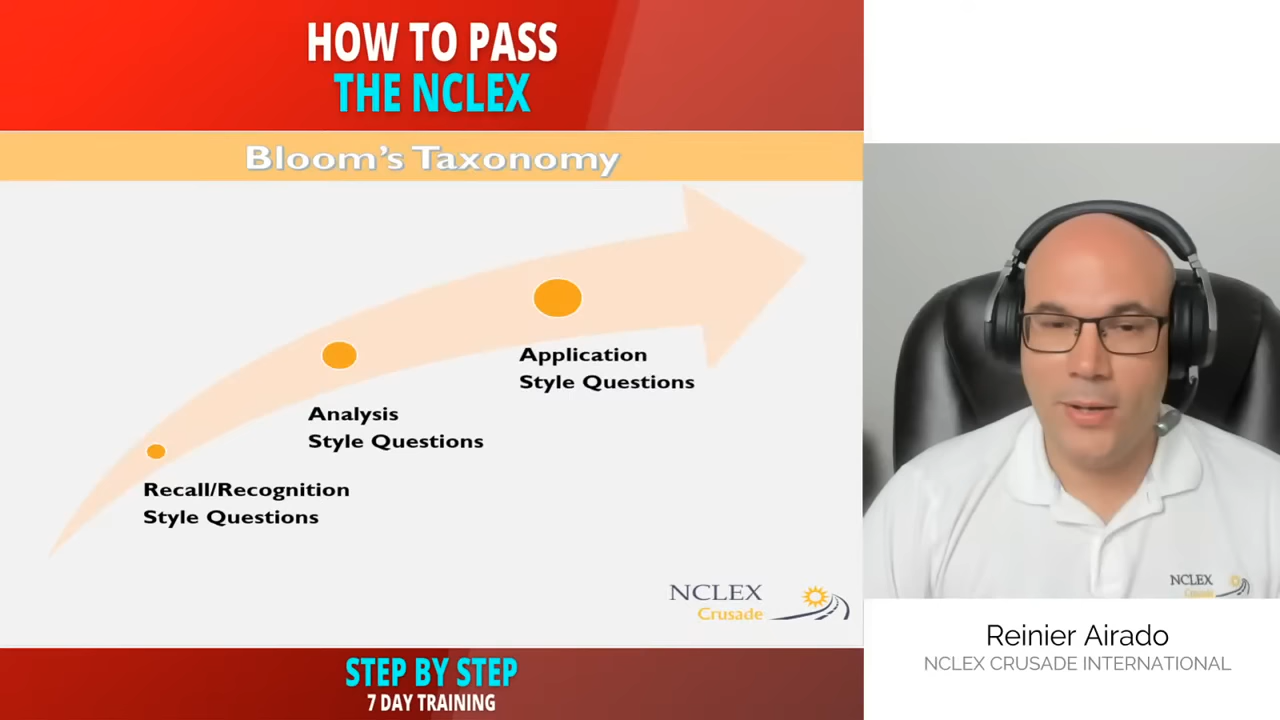 HOW TO PASS
THE NCLEX
Bloom's Taxonomy
Application
Style Questions
Analysis
Style Questions
Recall/Recognition
Style Questions
NCLEX
Crusade
STEP BY STEP
7 DAY TRAINING
NCLEX
Crusade
Reinier Airado
NCLEX CRUSADE INTERNATIONAL